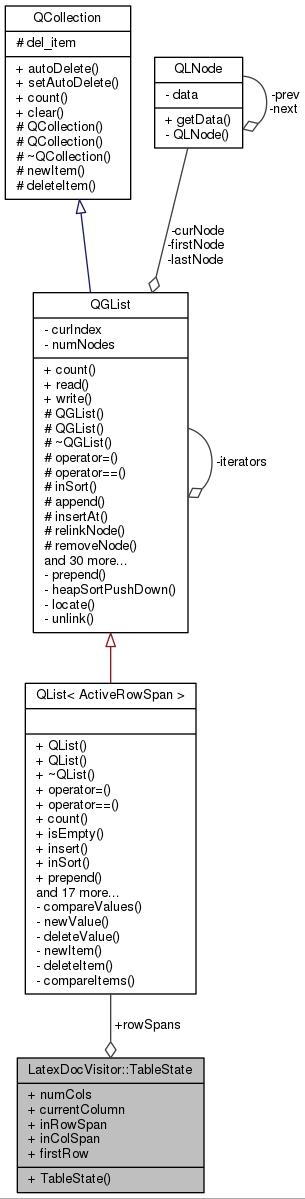 QCollection
# del_item
+ autoDelete()
+ setAutoDelete()
+ count()
+ clear()
# QCollection()
# QCollection()
# ~QCollection()
# newItem()
# deleteItem()
QLNode
- data
+ getData()
- QLNode()
-prev
-next
-curNode
-firstNode
-lastNode
QGList
- curIndex
- numNodes
+ count()
+ read()
+ write()
# QGList()
# QGList()
# ~QGList()
# operator=()
# operator==()
# inSort()
# append()
# insertAt()
# relinkNode()
# removeNode()
and 30 more...
- prepend()
- heapSortPushDown()
- locate()
- unlink()
-iterators
QList< ActiveRowSpan >
+ QList()
+ QList()
+ ~QList()
+ operator=()
+ operator==()
+ count()
+ isEmpty()
+ insert()
+ inSort()
+ prepend()
and 17 more...
- compareValues()
- newValue()
- deleteValue()
- newItem()
- deleteItem()
- compareItems()
+rowSpans
LatexDocVisitor::TableState
+ numCols
+ currentColumn
+ inRowSpan
+ inColSpan
+ firstRow
+ TableState()